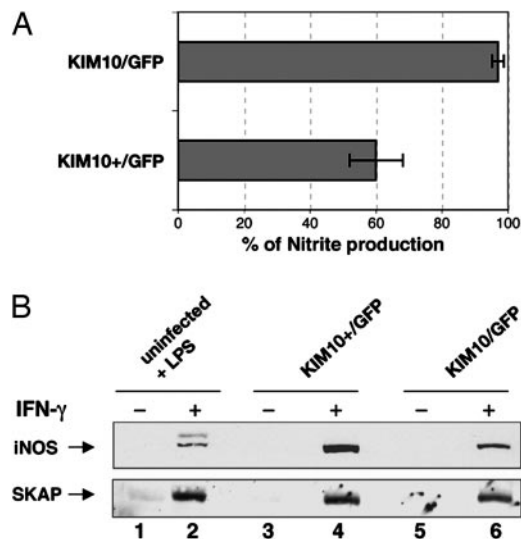 A
KIM10/GFP
KIM10+/GFP
0 20 40 60 80 100
% of Nitrite production
B
uninfected
+ LPS
KIM10+/GFP
KIM10/GFP
IFN-γ − + − + − +
iNOS
SKAP
1 2 3 4 5 6